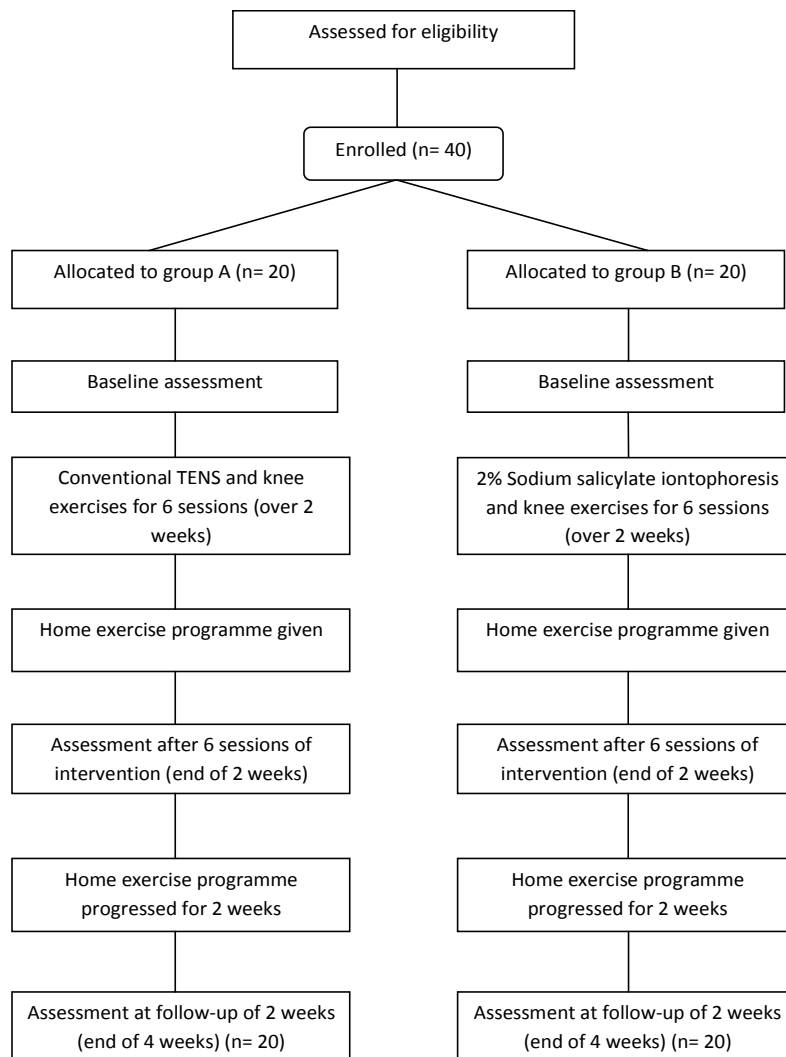 Assessed for eligibility
Enrolled (n= 40)
Allocated to group A (n= 20)
Allocated to group B (n= 20)
Baseline assessment
Baseline assessment
Conventional TENS and knee
exercises for 6 sessions (over 2
weeks)
2% Sodium salicylate iontophoresis
and knee exercises for 6 sessions
(over 2 weeks)
Home exercise programme given
Home exercise programme given
Assessment after 6 sessions of
intervention (end of 2 weeks)
Assessment after 6 sessions of
intervention (end of 2 weeks)
Home exercise programme
progressed for 2 weeks
Home exercise programme
progressed for 2 weeks
Assessment at follow-up of 2 weeks
(end of 4 weeks) (n= 20)
Assessment at follow-up of 2 weeks
(end of 4 weeks) (n= 20)